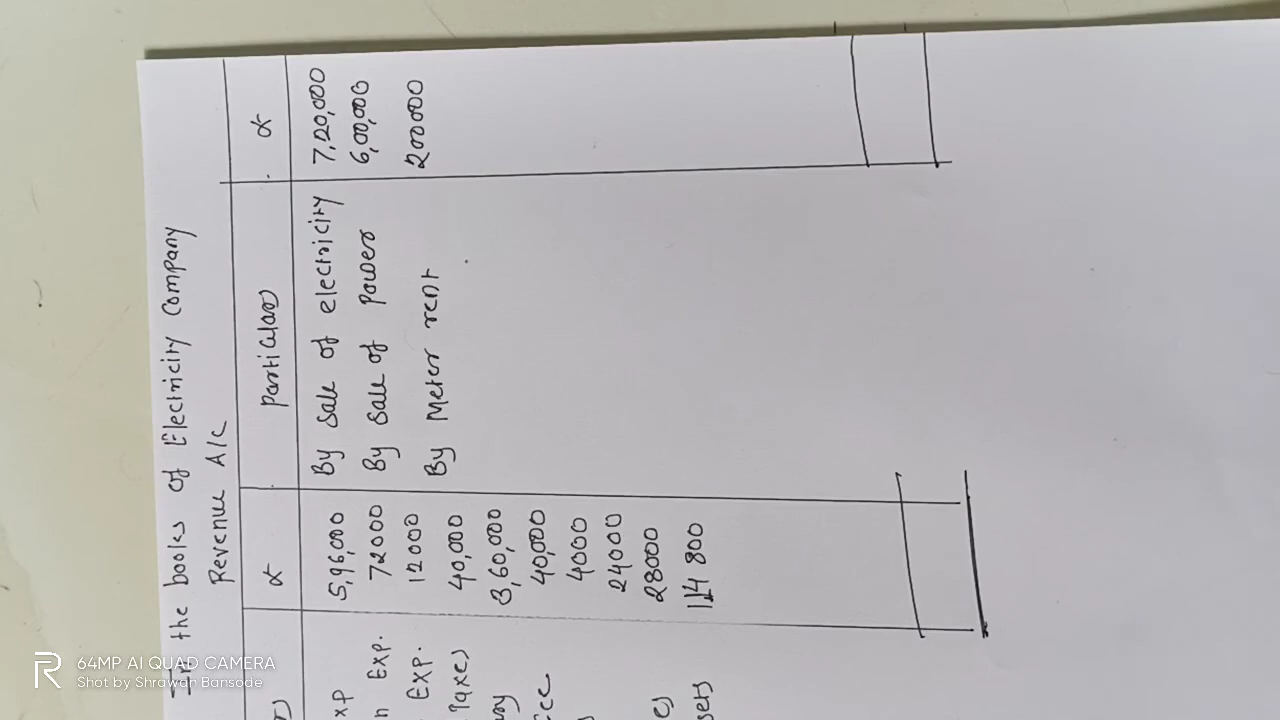 the books of Electricity Company
Revenue A/c
₹ Particulars ₹
5,96,000 By Sale of electricity 7,20,000
Exp. 72000 By Sale of Power 6,00,000
Exp. 12000 By Meter rent 200000
Taxes) 40,000
3,60,000
40,000
4000
24000
28000
114 800
64MP AI QUAD CAMERA
Shot by Shrawan Bansode